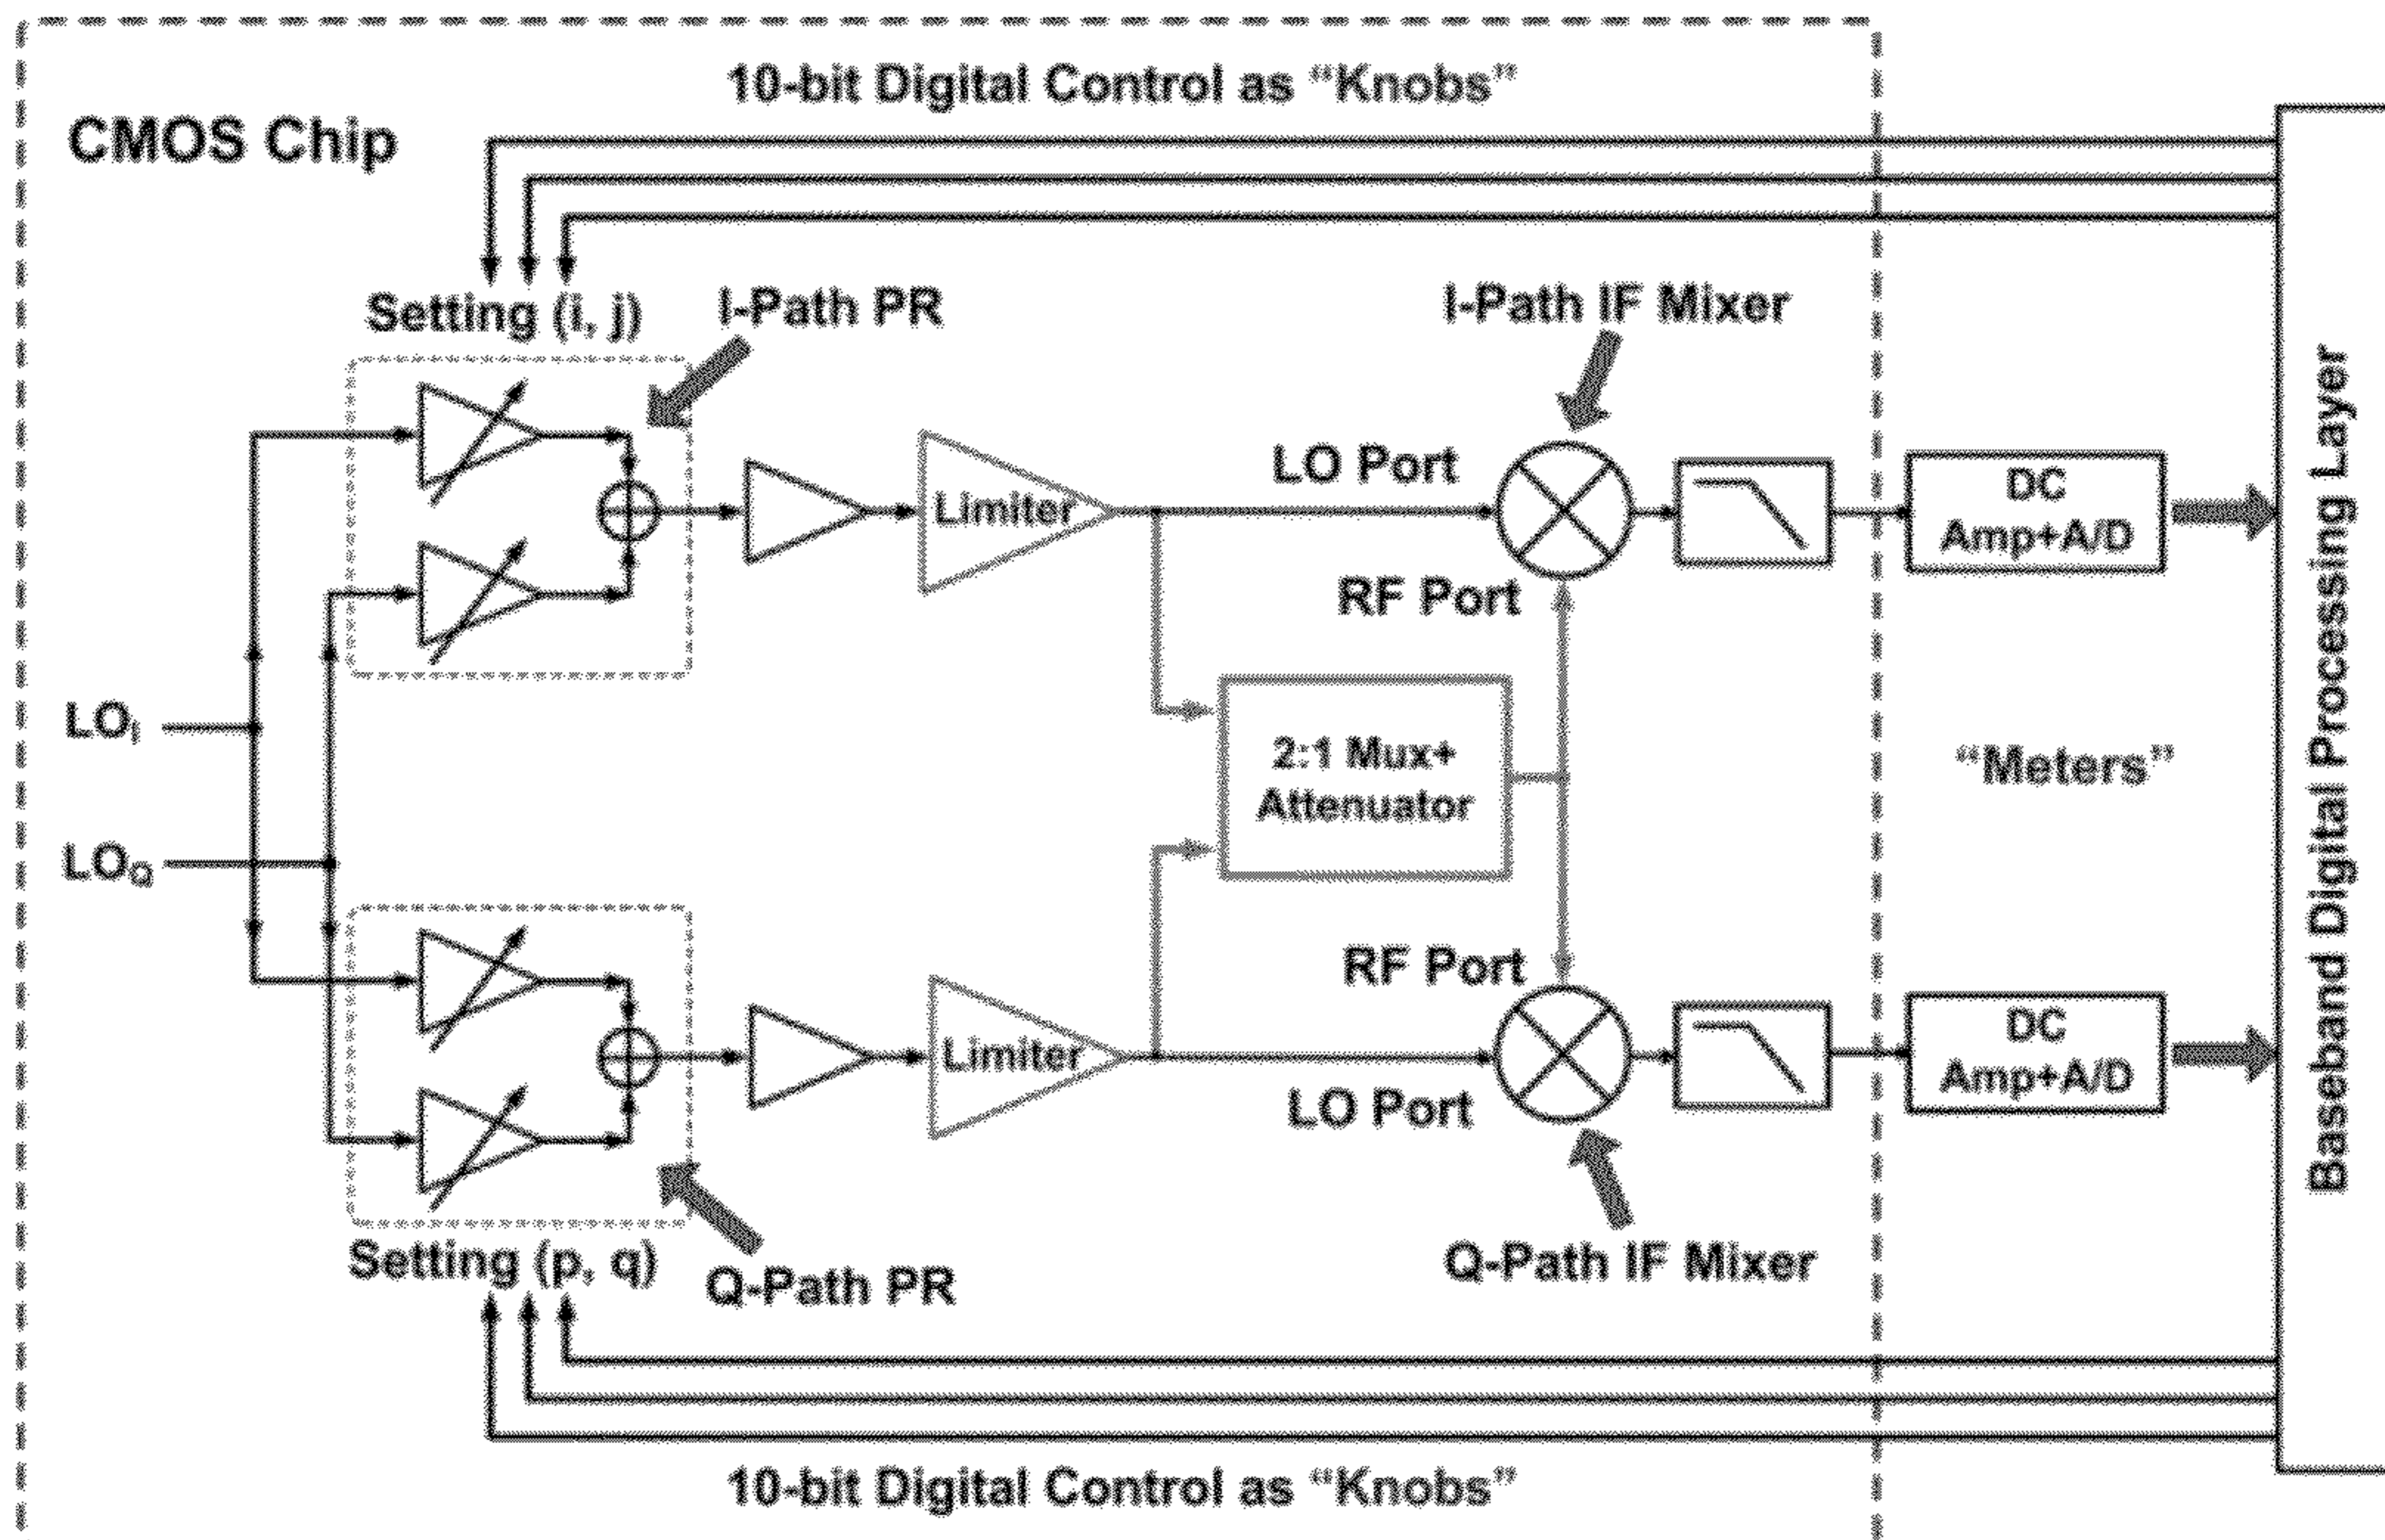 10-bit Digital Control as “Knobs”
CMOS Chip
Setting (i, j)
I-Path PR
I-Path IF Mixer
LO Port
Limiter
RF Port
DC
Amp+A/D
LOI
2:1 Mux+
Attenuator
“Meters”
Baseband Digital Processing Layer
LOQ
RF Port
Limiter
LO Port
DC
Amp+A/D
Setting (p, q)
Q-Path PR
Q-Path IF Mixer
10-bit Digital Control as “Knobs”